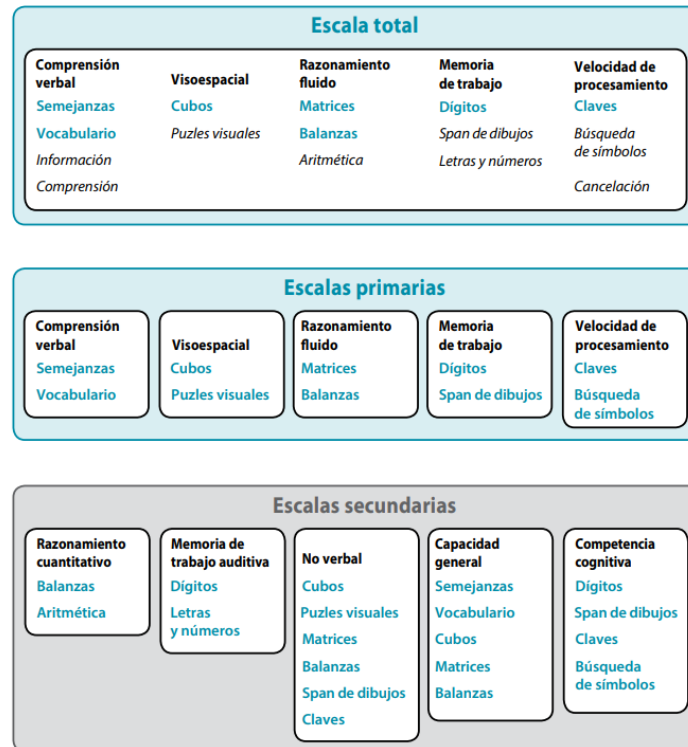 Escala total
Comprensión
verbal
Semejanzas
Vocabulario
Información
Comprensión
Visoespacial
Cubos
Puzles visuales
Razonamiento
fluido
Matrices
Balanzas
Aritmética
Memoria
de trabajo
Dígitos
Span de dibujos
Letras y números
Velocidad de
procesamiento
Claves
Búsqueda
de símbolos
Cancelación
Escalas primarias
Comprensión
verbal
Semejanzas
Vocabulario
Visoespacial
Cubos
Puzles visuales
Razonamiento
fluido
Matrices
Balanzas
Memoria
de trabajo
Dígitos
Span de dibujos
Velocidad de
procesamiento
Claves
Búsqueda
de símbolos
Escalas secundarias
Razonamiento
cuantitativo
Balanzas
Aritmética
Memoria de
trabajo auditiva
Dígitos
Letras
y números
No verbal
Cubos
Puzles visuales
Matrices
Balanzas
Span de dibujos
Claves
Capacidad
general
Semejanzas
Vocabulario
Cubos
Matrices
Balanzas
Competencia
cognitiva
Dígitos
Span de dibujos
Claves
Búsqueda
de símbolos